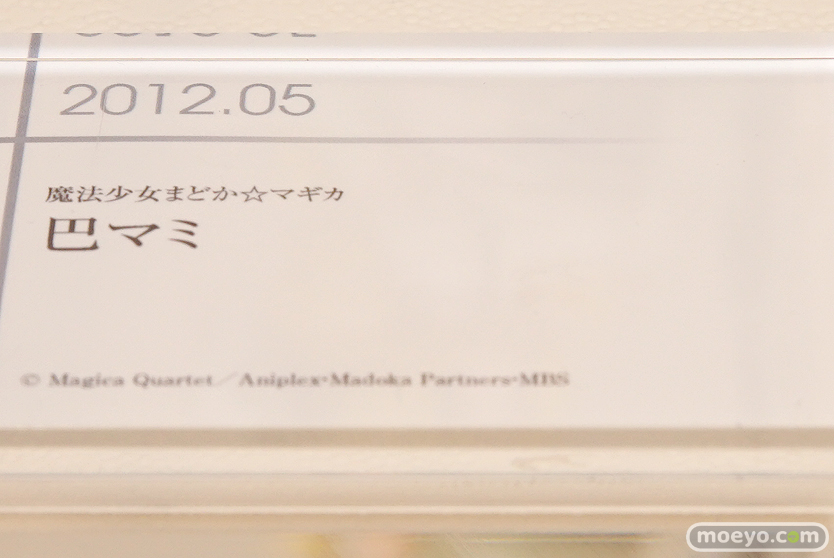 2012.05
魔法少女まどか☆マギカ
巴マミ
© Magica Quartet／Aniplex・Madoka Partners・MBS
moeyo.com